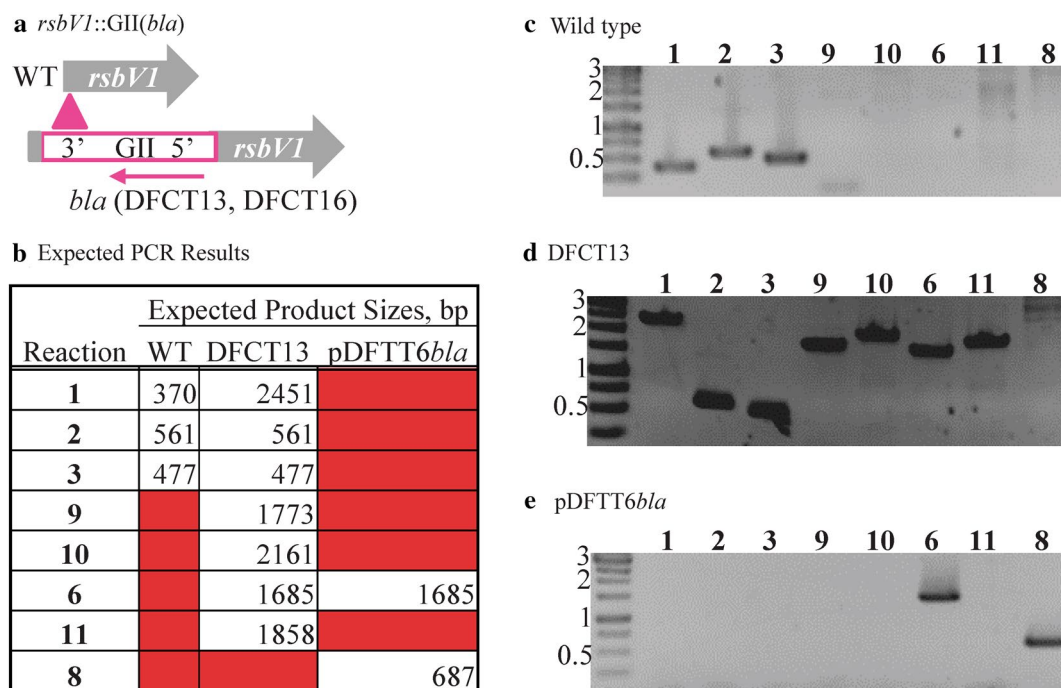 a rsbV1::GII(bla)
WT rsbV1
3’ GII 5’ rsbV1
bla (DFCT13, DFCT16)
b Expected PCR Results
Expected Product Sizes, bp
Reaction WT DFCT13 pDFTT6bla
1 370 2451
2 561 561
3 477 477
9 1773
10 2161
6 1685 1685
11 1858
8 687
c Wild type
1 2 3 9 10 6 11 8
3
2
1
0.5
d DFCT13
1 2 3 9 10 6 11 8
3
2
1
0.5
e pDFTT6bla
1 2 3 9 10 6 11 8
3
2
1
0.5